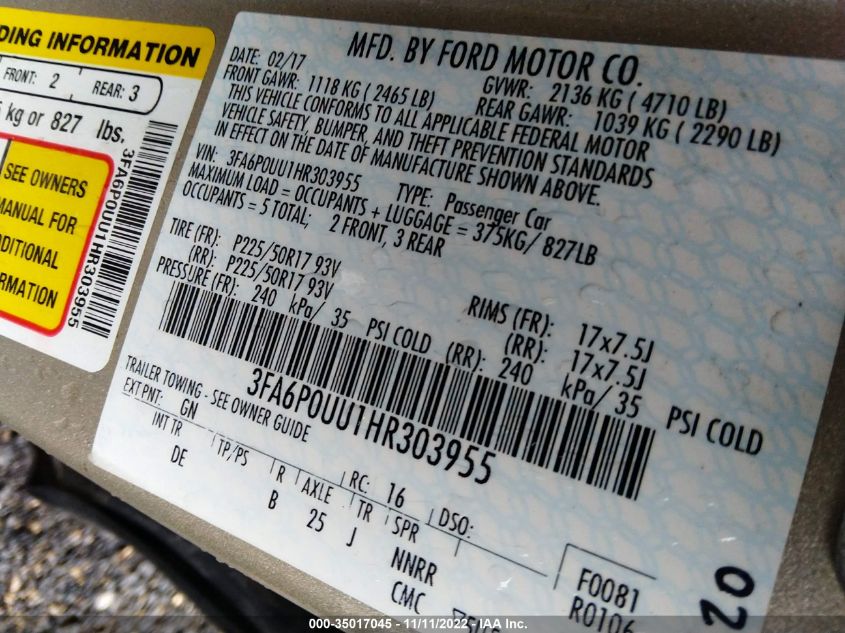 DING INFORMATION
FRONT: 2 REAR: 3
kg or 827 lbs.
SEE OWNERS
MANUAL FOR
DITIONAL
RMATION
3FA6P0UU1HR303955
MFD. BY FORD MOTOR CO.
DATE: 02/17 GVWR: 2136 KG ( 4710 LB)
FRONT GAWR: 1118 KG ( 2465 LB) REAR GAWR: 1039 KG ( 2290 LB)
THIS VEHICLE CONFORMS TO ALL APPLICABLE FEDERAL MOTOR
VEHICLE SAFETY, BUMPER, AND THEFT PREVENTION STANDARDS
IN EFFECT ON THE DATE OF MANUFACTURE SHOWN ABOVE.
VIN: 3FA6P0UU1HR303955 TYPE: Passenger Car
MAXIMUM LOAD = OCCUPANTS + LUGGAGE = 375KG/ 827LB
OCCUPANTS = 5 TOTAL; 2 FRONT, 3 REAR
TIRE (FR): P225/50R17 93V RIMS (FR): 17x7.5J
(RR): P225/50R17 93V (RR): 17x7.5J
PRESSURE (FR): 240 kPa/ 35 PSI COLD (RR): 240 kPa/ 35 PSI COLD
3FA6P0UU1HR303955
TRAILER TOWING - SEE OWNER GUIDE
EXT PNT: GN RC: 16 DSO:
INT TR TP/PS R AXLE TR SPR
DE B 25 J NNRR
CMC
F0081
R0106
02
000-35017045 - 11/11/2022 - IAA Inc.